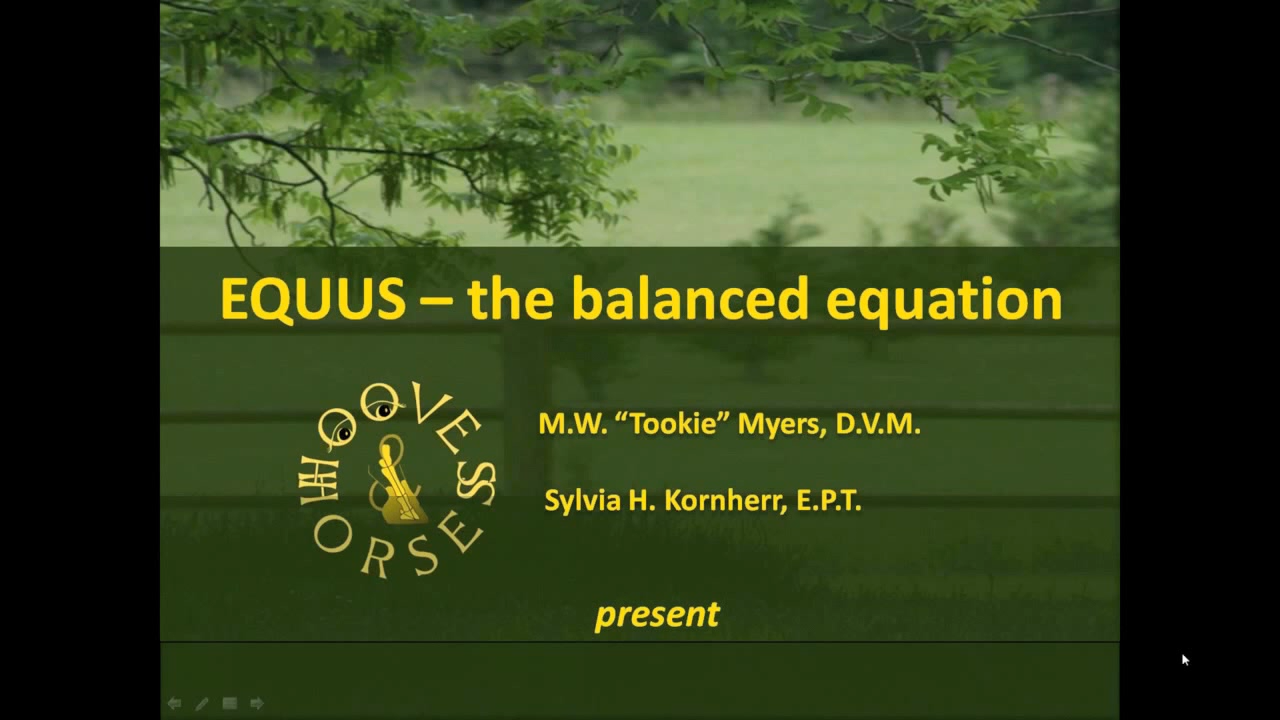 EQUUS – the balanced equation
HOOVES
&
HORSES
M.W. “Tookie” Myers, D.V.M.
Sylvia H. Kornherr, E.P.T.
present